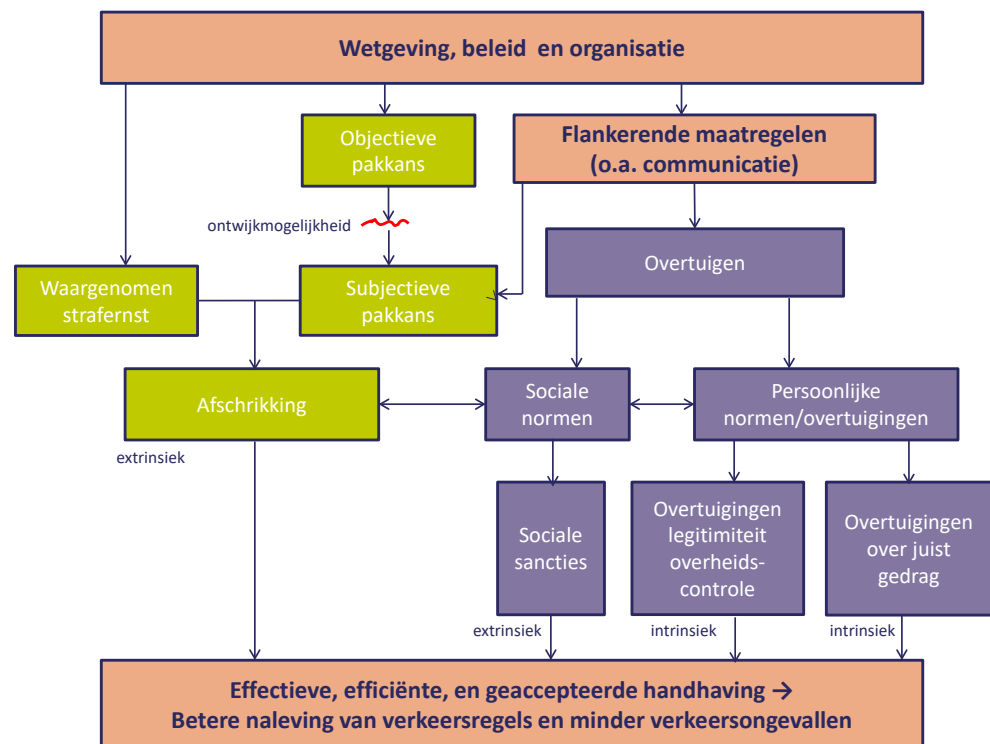 Wetgeving, beleid en organisatie
Objectieve
pakkans
Flankerende maatregelen
(o.a. communicatie)
ontwijkmogelijkheid
Overtuigen
Waargenomen
strafernst
Subjectieve
pakkans
Afschrikking
Sociale
normen
Persoonlijke
normen/overtuigingen
extrinsiek
Sociale
sancties
Overtuigingen
legitimiteit
overheids-
controle
Overtuigingen
over juist
gedrag
extrinsiek
intrinsiek
intrinsiek
Effectieve, efficiënte, en geaccepteerde handhaving →
Betere naleving van verkeersregels en minder verkeersongevallen